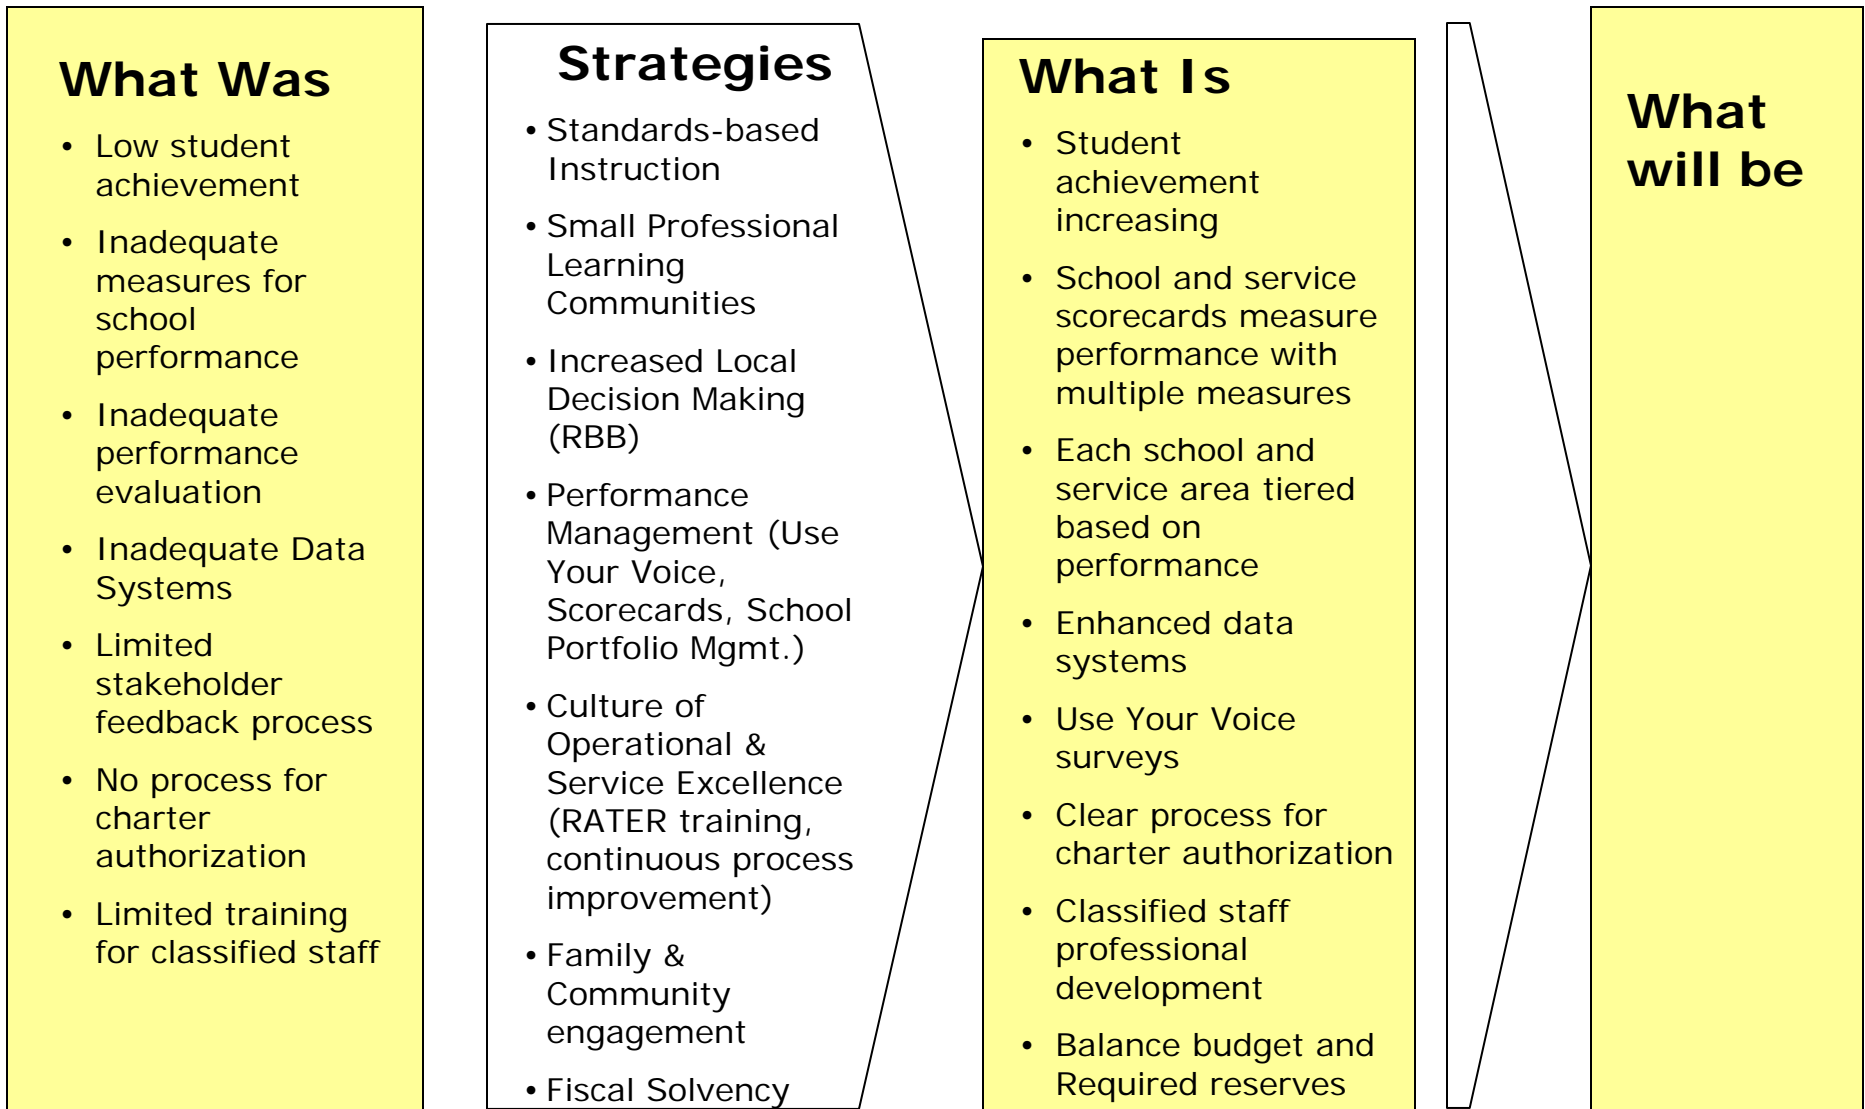 What Was
• Low student
achievement
• Inadequate
measures for
school
performance
• Inadequate
performance
evaluation
• Inadequate Data
Systems
• Limited
stakeholder
feedback process
• No process for
charter
authorization
• Limited training
for classified staff
Strategies
• Standards-based
Instruction
• Small Professional
Learning
Communities
• Increased Local
Decision Making
(RBB)
• Performance
Management (Use
Your Voice,
Scorecards, School
Portfolio Mgmt.)
• Culture of
Operational &
Service Excellence
(RATER training,
continuous process
improvement)
• Family &
Community
engagement
• Fiscal Solvency
What Is
• Student
achievement
increasing
• School and service
scorecards measure
performance with
multiple measures
• Each school and
service area tiered
based on
performance
• Enhanced data
systems
• Use Your Voice
surveys
• Clear process for
charter authorization
• Classified staff
professional
development
• Balance budget and
Required reserves
What
will be